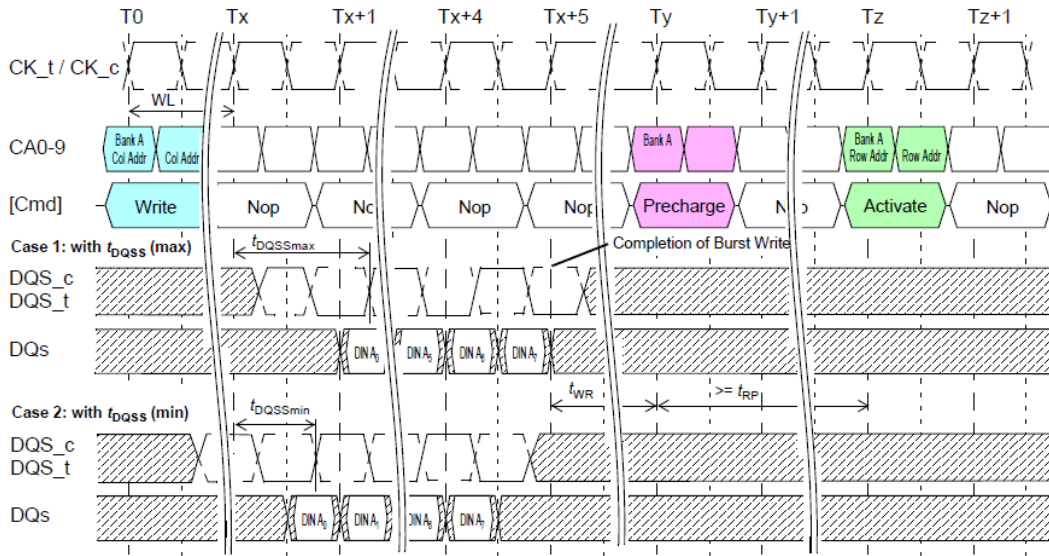 T0 Tx Tx+1 Tx+4 Tx+5 Ty Ty+1 Tz Tz+1
CK_t / CK_c
WL
CA0-9
Bank A
Col Addr
Col Addr
Bank A
Bank A
Row Addr
Row Addr
[Cmd]
Write Nop Nop Nop Precharge Nop Activate Nop
Case 1: with tDQSS (max)
tDQSSmax
Completion of Burst Write
DQS_c
DQS_t
DQs
DIN A0 DIN A5 DIN A6 DIN A7
tWR >= tRP
Case 2: with tDQSS (min)
tDQSSmin
DQS_c
DQS_t
DQs
DIN A0 DIN A1 DIN A6 DIN A7